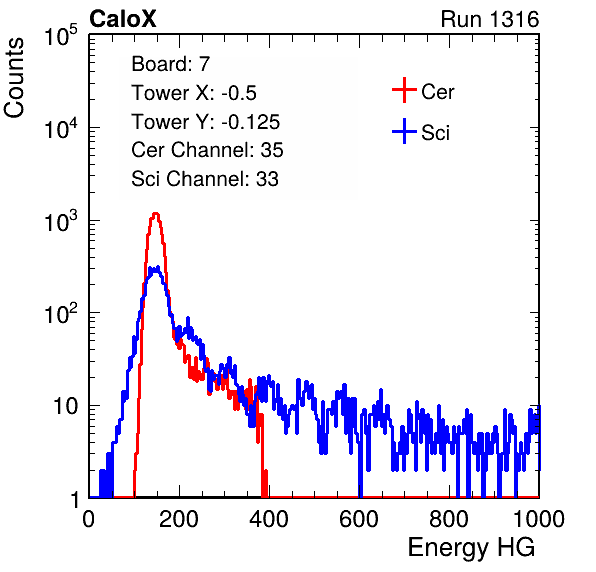 CaloX Run 1316
Counts
10^5
10^4
10^3
10^2
10
1
Board: 7
Tower X: -0.5
Tower Y: -0.125
Cer Channel: 35
Sci Channel: 33
Cer
Sci
0 200 400 600 800 1000
Energy HG